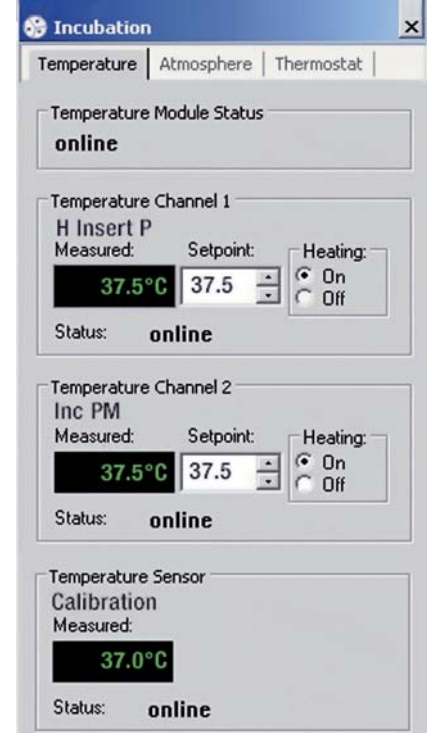 Incubation
Temperature Atmosphere Thermostat
Temperature Module Status
online
Temperature Channel 1
H Insert P
Measured: Setpoint: Heating:
37.5°C 37.5 On
Off
Status: online
Temperature Channel 2
Inc PM
Measured: Setpoint: Heating:
37.5°C 37.5 On
Off
Status: online
Temperature Sensor
Calibration
Measured:
37.0°C
Status: online